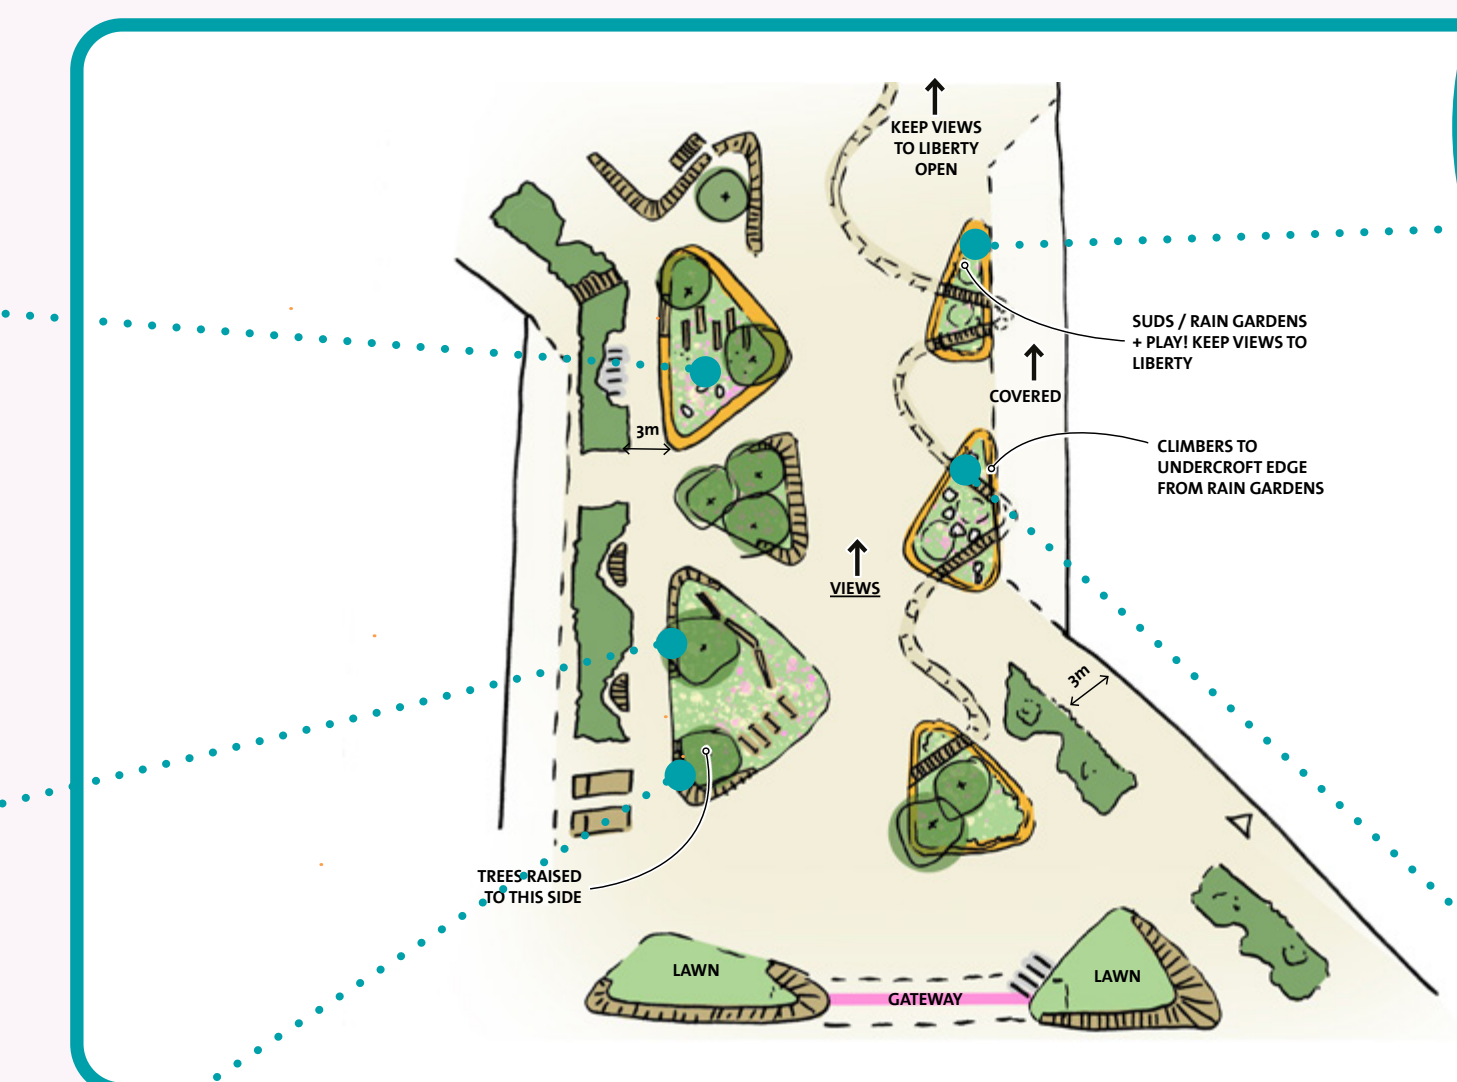 KEEP VIEWS
TO LIBERTY
OPEN
SUDS / RAIN GARDENS
+ PLAY! KEEP VIEWS TO
LIBERTY
COVERED
3m
CLIMBERS TO
UNDERCROFT EDGE
FROM RAIN GARDENS
VIEWS
3m
TREES RAISED
TO THIS SIDE
LAWN
GATEWAY
LAWN